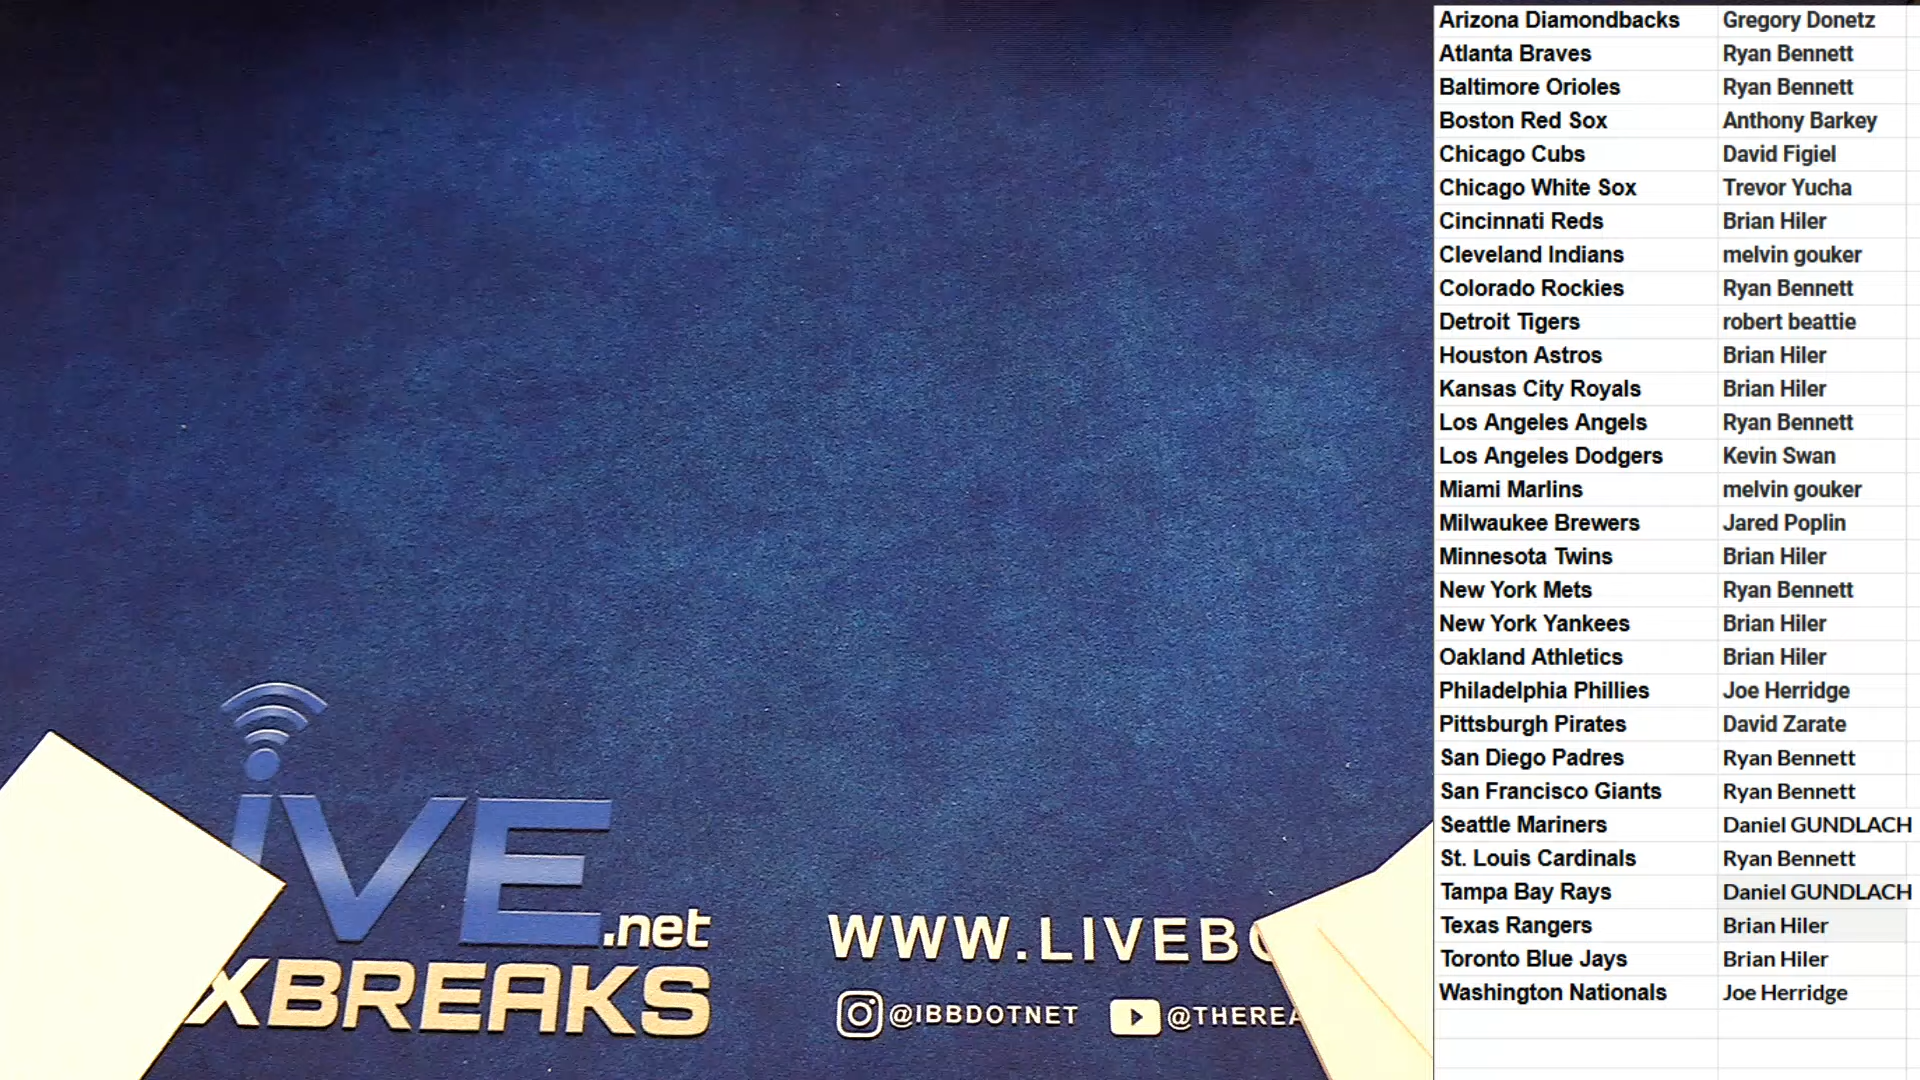 Arizona Diamondbacks Gregory Donetz
Atlanta Braves Ryan Bennett
Baltimore Orioles Ryan Bennett
Boston Red Sox Anthony Barkey
Chicago Cubs David Figiel
Chicago White Sox Trevor Yucha
Cincinnati Reds Brian Hiler
Cleveland Indians melvin gouker
Colorado Rockies Ryan Bennett
Detroit Tigers robert beattie
Houston Astros Brian Hiler
Kansas City Royals Brian Hiler
Los Angeles Angels Ryan Bennett
Los Angeles Dodgers Kevin Swan
Miami Marlins melvin gouker
Milwaukee Brewers Jared Poplin
Minnesota Twins Brian Hiler
New York Mets Ryan Bennett
New York Yankees Brian Hiler
Oakland Athletics Brian Hiler
Philadelphia Phillies Joe Herridge
Pittsburgh Pirates David Zarate
San Diego Padres Ryan Bennett
San Francisco Giants Ryan Bennett
Seattle Mariners Daniel GUNDLACH
St. Louis Cardinals Ryan Bennett
Tampa Bay Rays Daniel GUNDLACH
Texas Rangers Brian Hiler
Toronto Blue Jays Brian Hiler
Washington Nationals Joe Herridge
iVE.net
XBREAKS
WWW.LIVEB
@IBBDOTNET @THEREA